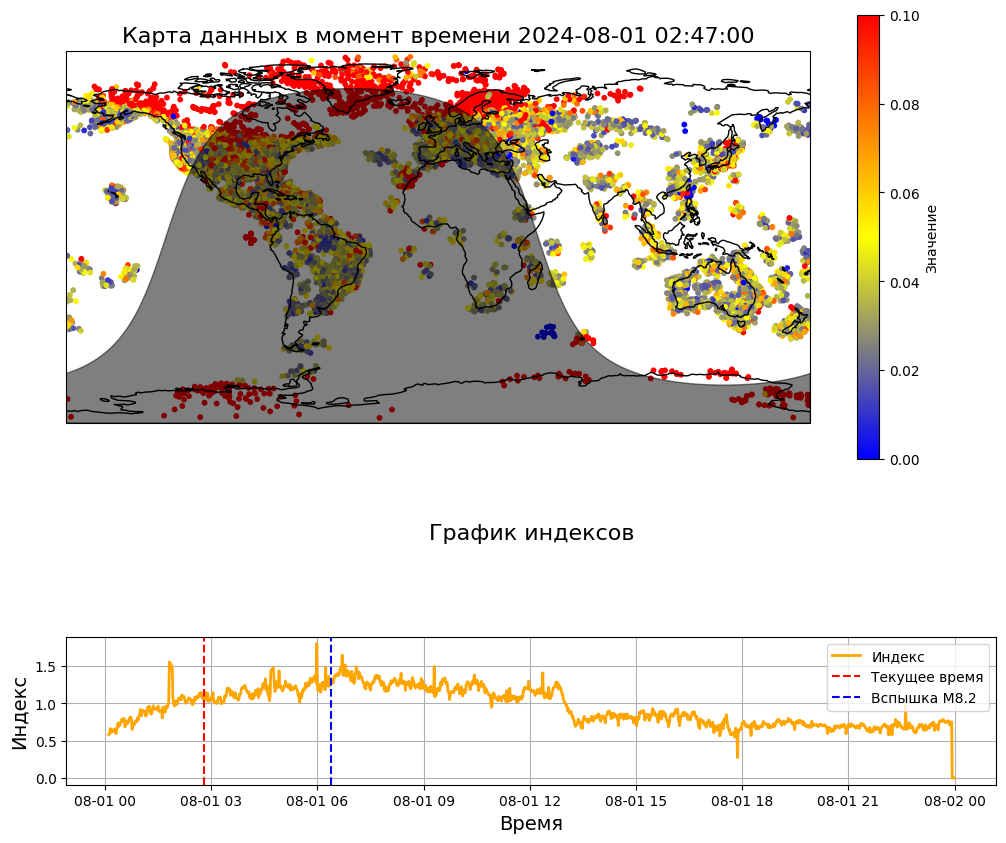 Карта данных в момент времени 2024-08-01 02:47:00
0.10
0.08
0.06
0.04
0.02
0.00
Значение
График индексов
Индекс
1.5
1.0
0.5
0.0
Индекс
Текущее время
Вспышка M8.2
08-01 00 08-01 03 08-01 06 08-01 09 08-01 12 08-01 15 08-01 18 08-01 21 08-02 00
Время